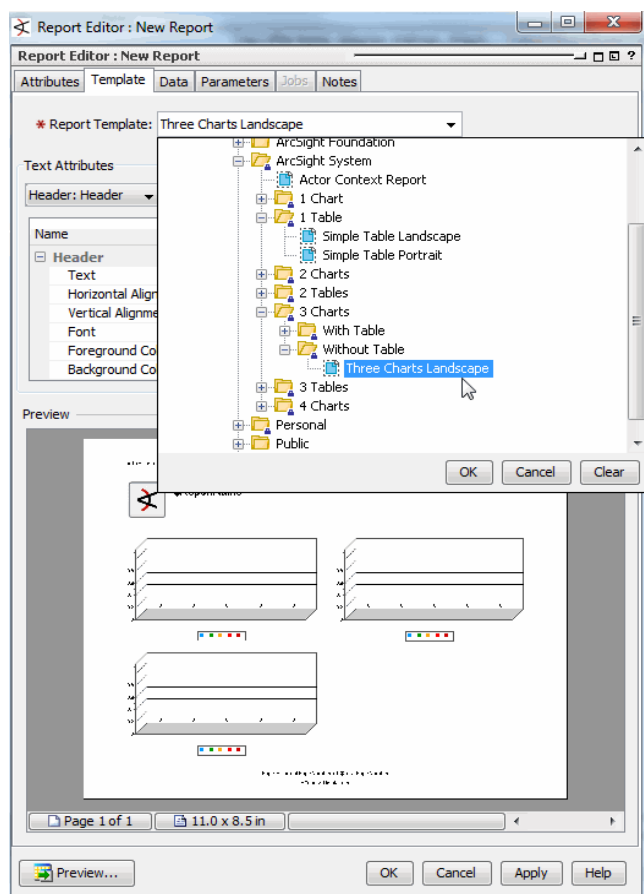 Report Editor : New Report
Report Editor : New Report
Attributes Template Data Parameters Jobs Notes
* Report Template: Three Charts Landscape
ArcSight Foundation
Text Attributes
ArcSight System
Actor Context Report
Header: Header
1 Chart
1 Table
Name
Simple Table Landscape
Header
Simple Table Portrait
Text
2 Charts
Horizontal Align
2 Tables
Vertical Alignme
3 Charts
Font
With Table
Foreground Co
Without Table
Background Co
Three Charts Landscape
3 Tables
4 Charts
Preview
Personal
Public
OK Cancel Clear
Page 1 of 1 11.0 x 8.5 in
Preview... OK Cancel Apply Help